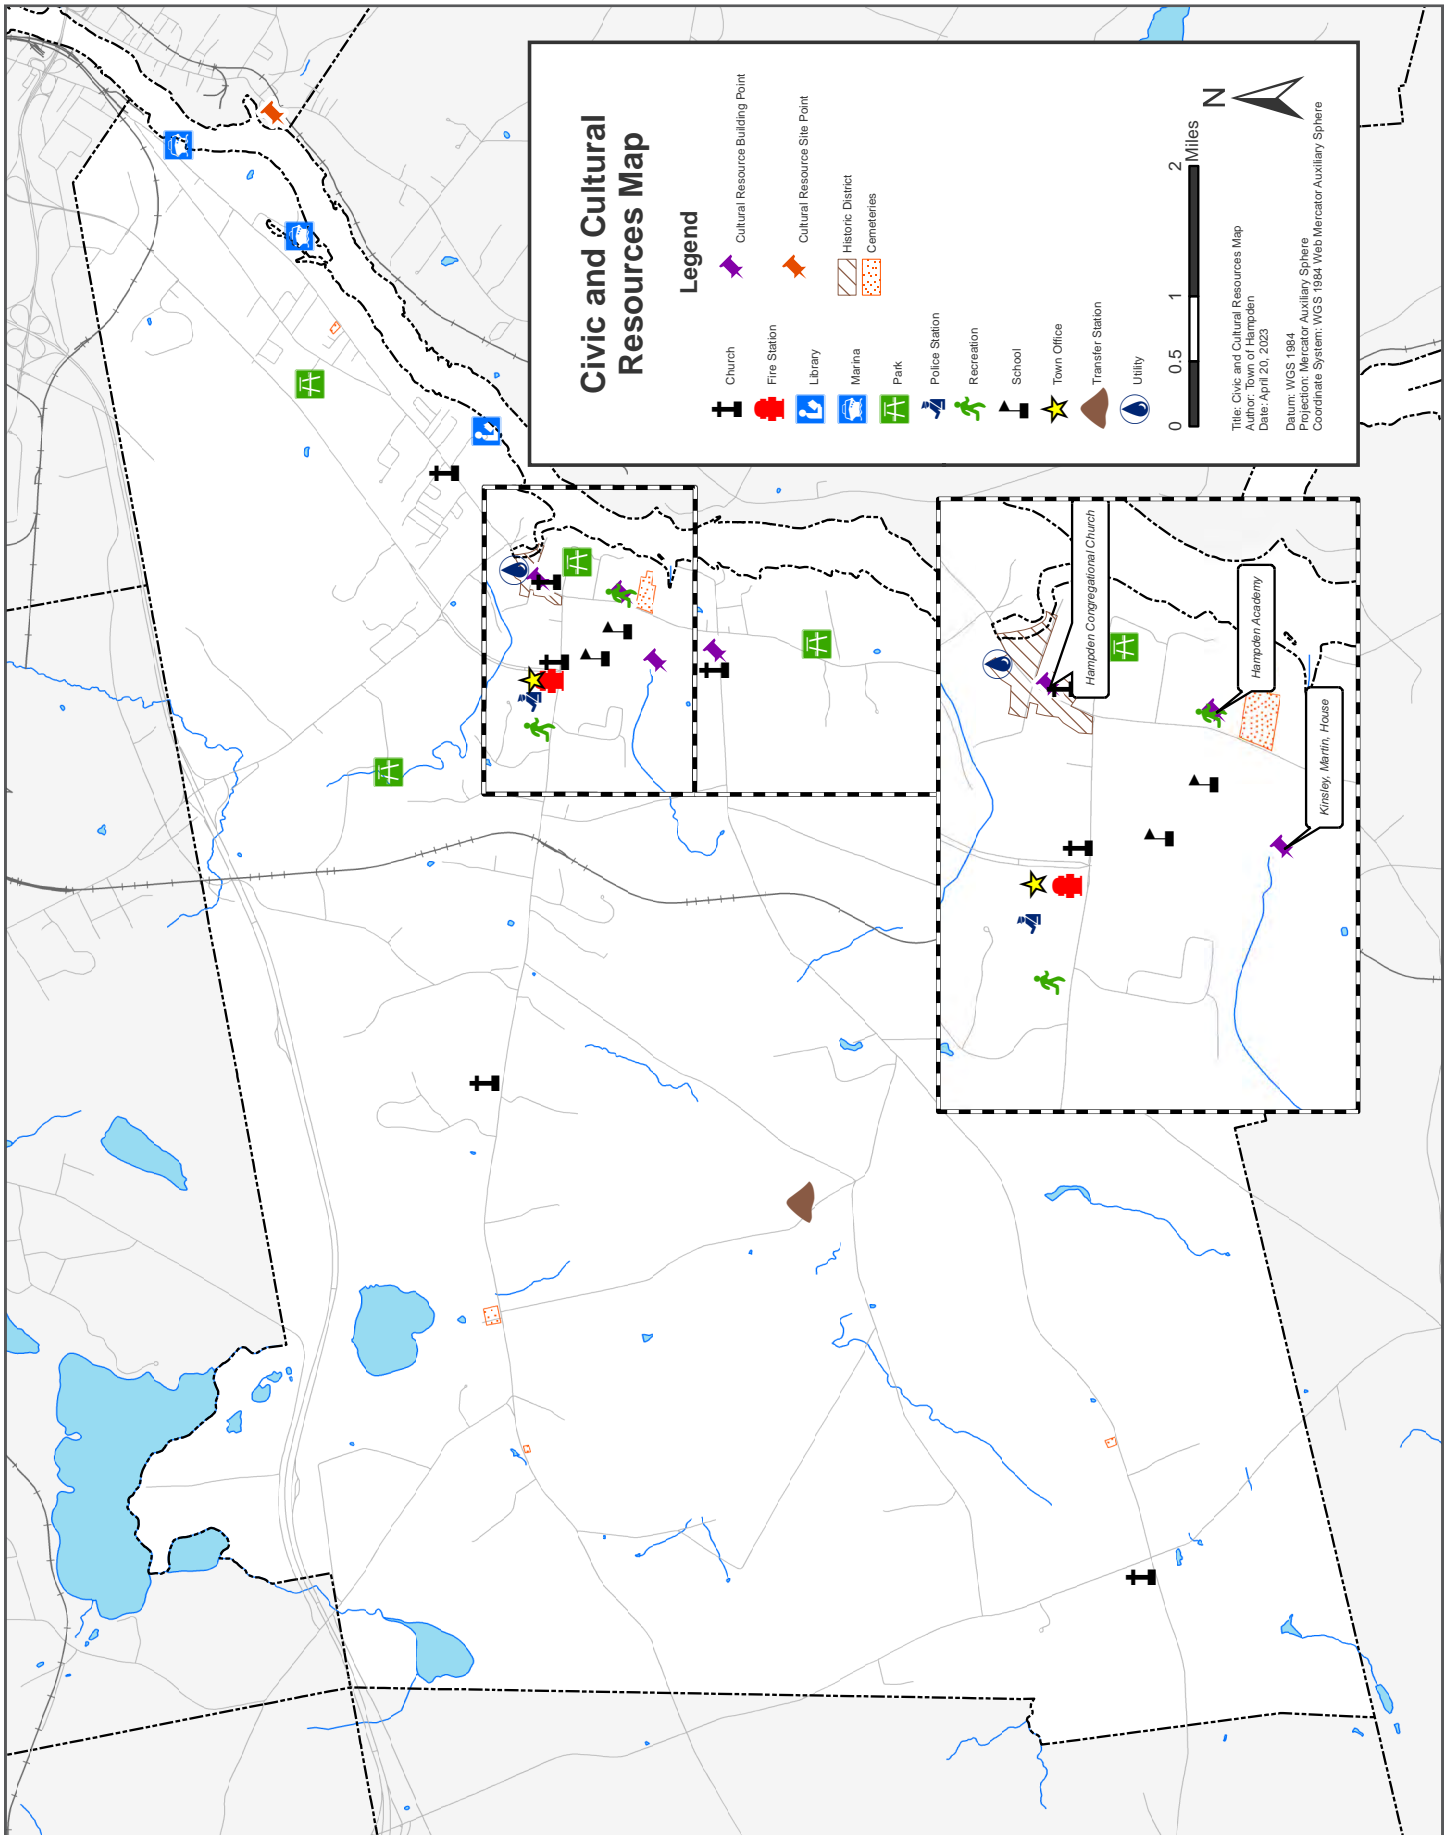 Civic and Cultural
Resources Map
Legend
Church
Fire Station
Library
Marina
Park
Police Station
Recreation
School
Town Office
Transfer Station
Utility
Cultural Resource Building Point
Cultural Resource Site Point
Historic District
Cemeteries
0 0.5 1 2
Miles
N
Title: Civic and Cultural Resources Map
Author: Town of Hampden
Date: April 20, 2023
Datum: WGS 1984
Projection: Mercator Auxiliary Sphere
Coordinate System: WGS 1984 Web Mercator Auxiliary Sphere
Hampden Congregational Church
Hampden Academy
Kinsley, Martin, House